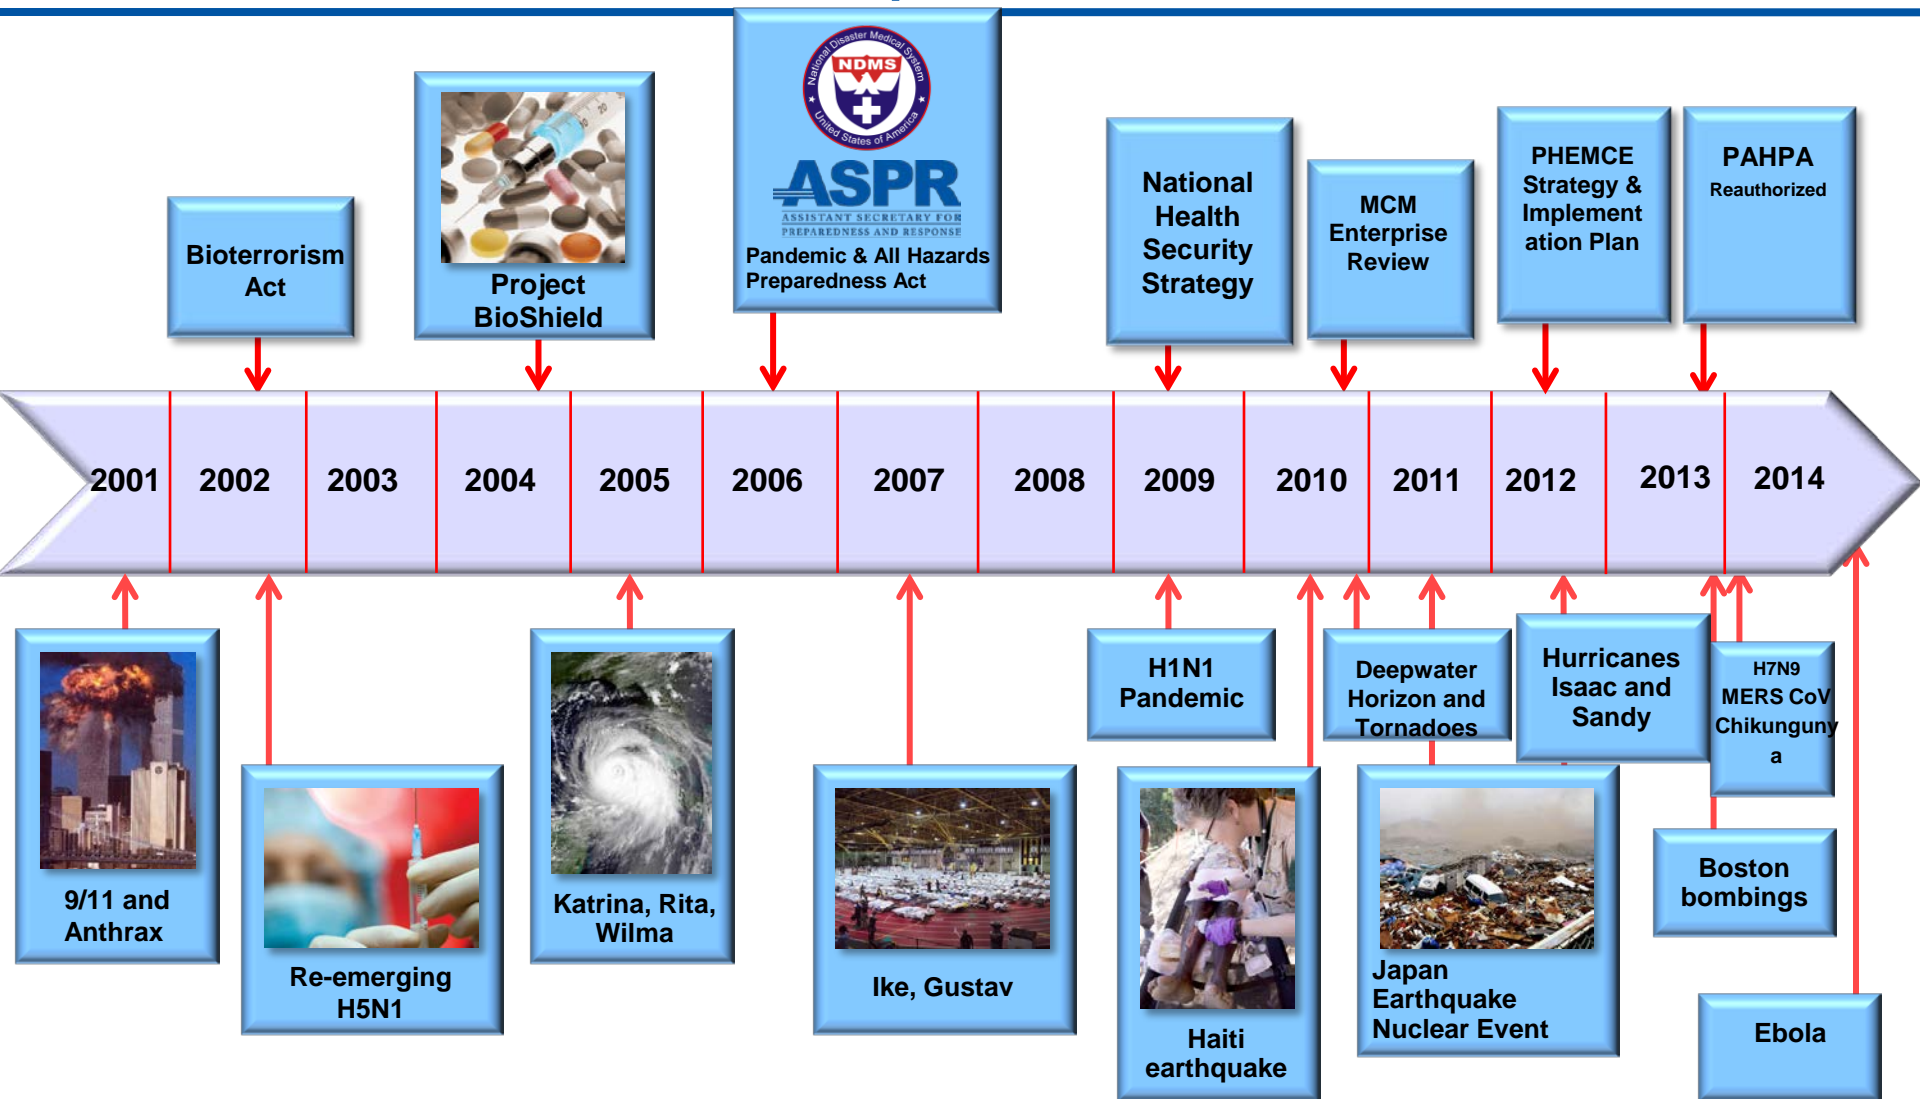 National Disaster Medical System
NDMS
United States of America
ASPR
ASSISTANT SECRETARY FOR
PREPAREDNESS AND RESPONSE
Pandemic & All Hazards
Preparedness Act
Bioterrorism
Act
Project
BioShield
National
Health
Security
Strategy
MCM
Enterprise
Review
PHEMCE
Strategy &
Implement
ation Plan
PAHPA
Reauthorized
2001
2002
2003
2004
2005
2006
2007
2008
2009
2010
2011
2012
2013
2014
9/11 and
Anthrax
Re-emerging
H5N1
Katrina, Rita,
Wilma
Ike, Gustav
H1N1
Pandemic
Haiti
earthquake
Deepwater
Horizon and
Tornadoes
Japan
Earthquake
Nuclear Event
Hurricanes
Isaac and
Sandy
H7N9
MERS CoV
Chikunguny
a
Boston
bombings
Ebola